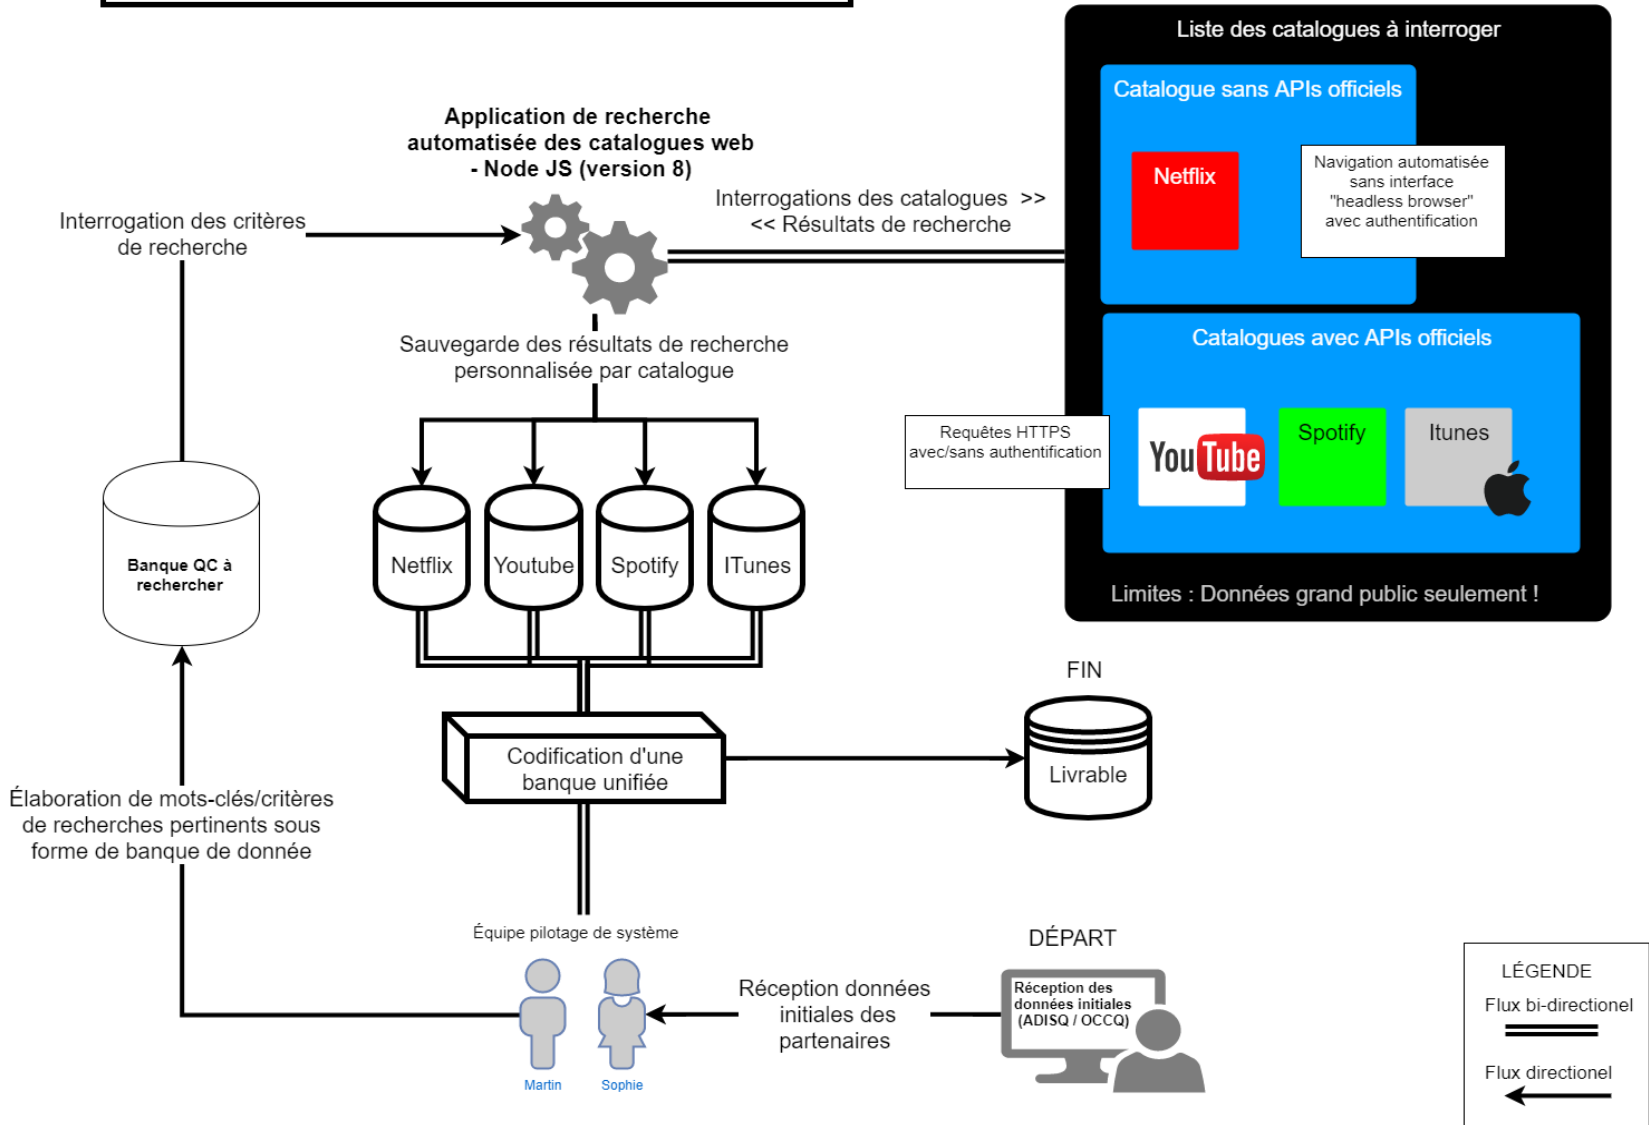 Liste des catalogues à interroger
Catalogue sans APIs officiels
Netflix
Navigation automatisée
sans interface
"headless browser"
avec authentification
Application de recherche
automatisée des catalogues web
- Node JS (version 8)
Interrogations des catalogues >>
<< Résultats de recherche
Interrogation des critères
de recherche
Catalogues avec APIs officiels
YouTube
Spotify
Itunes
Requêtes HTTPS
avec/sans authentification
Limites : Données grand public seulement !
Sauvegarde des résultats de recherche
personnalisée par catalogue
Netflix
Youtube
Spotify
ITunes
Banque QC à
rechercher
FIN
Livrable
Codification d'une
banque unifiée
Élaboration de mots-clés/critères
de recherches pertinents sous
forme de banque de donnée
Équipe pilotage de système
Martin
Sophie
Réception données
initiales des
partenaires
DÉPART
Réception des
données initiales
(ADISQ / OCCQ)
LÉGENDE
Flux bi-directionel
Flux directionel